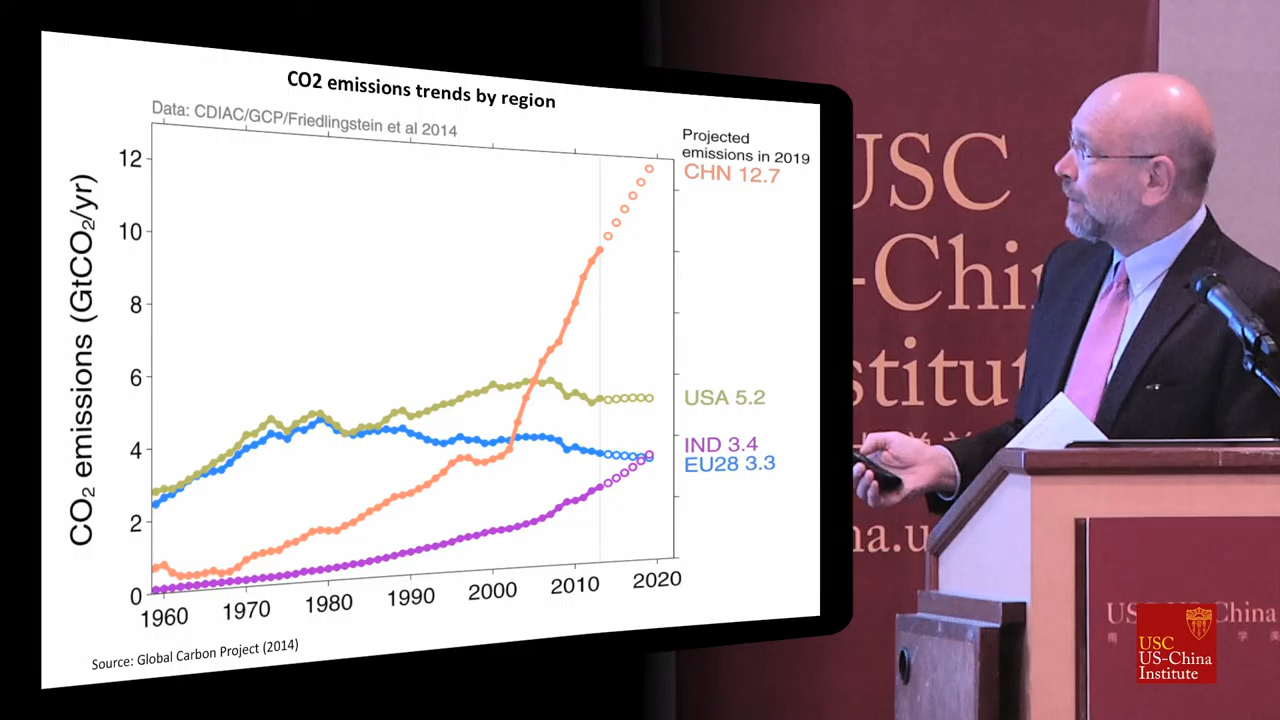 CO2 emissions trends by region
Data: CDIAC/GCP/Friedlingstein et al 2014
Projected
emissions in 2019
CHN 12.7
USA 5.2
IND 3.4
EU28 3.3
CO₂ emissions (GtCO₂/yr)
12
10
8
6
4
2
0
1960 1970 1980 1990 2000 2010 2020
Source: Global Carbon Project (2014)
USC
-Chi
stitut
na.u
US China
USC
US-China
Institute